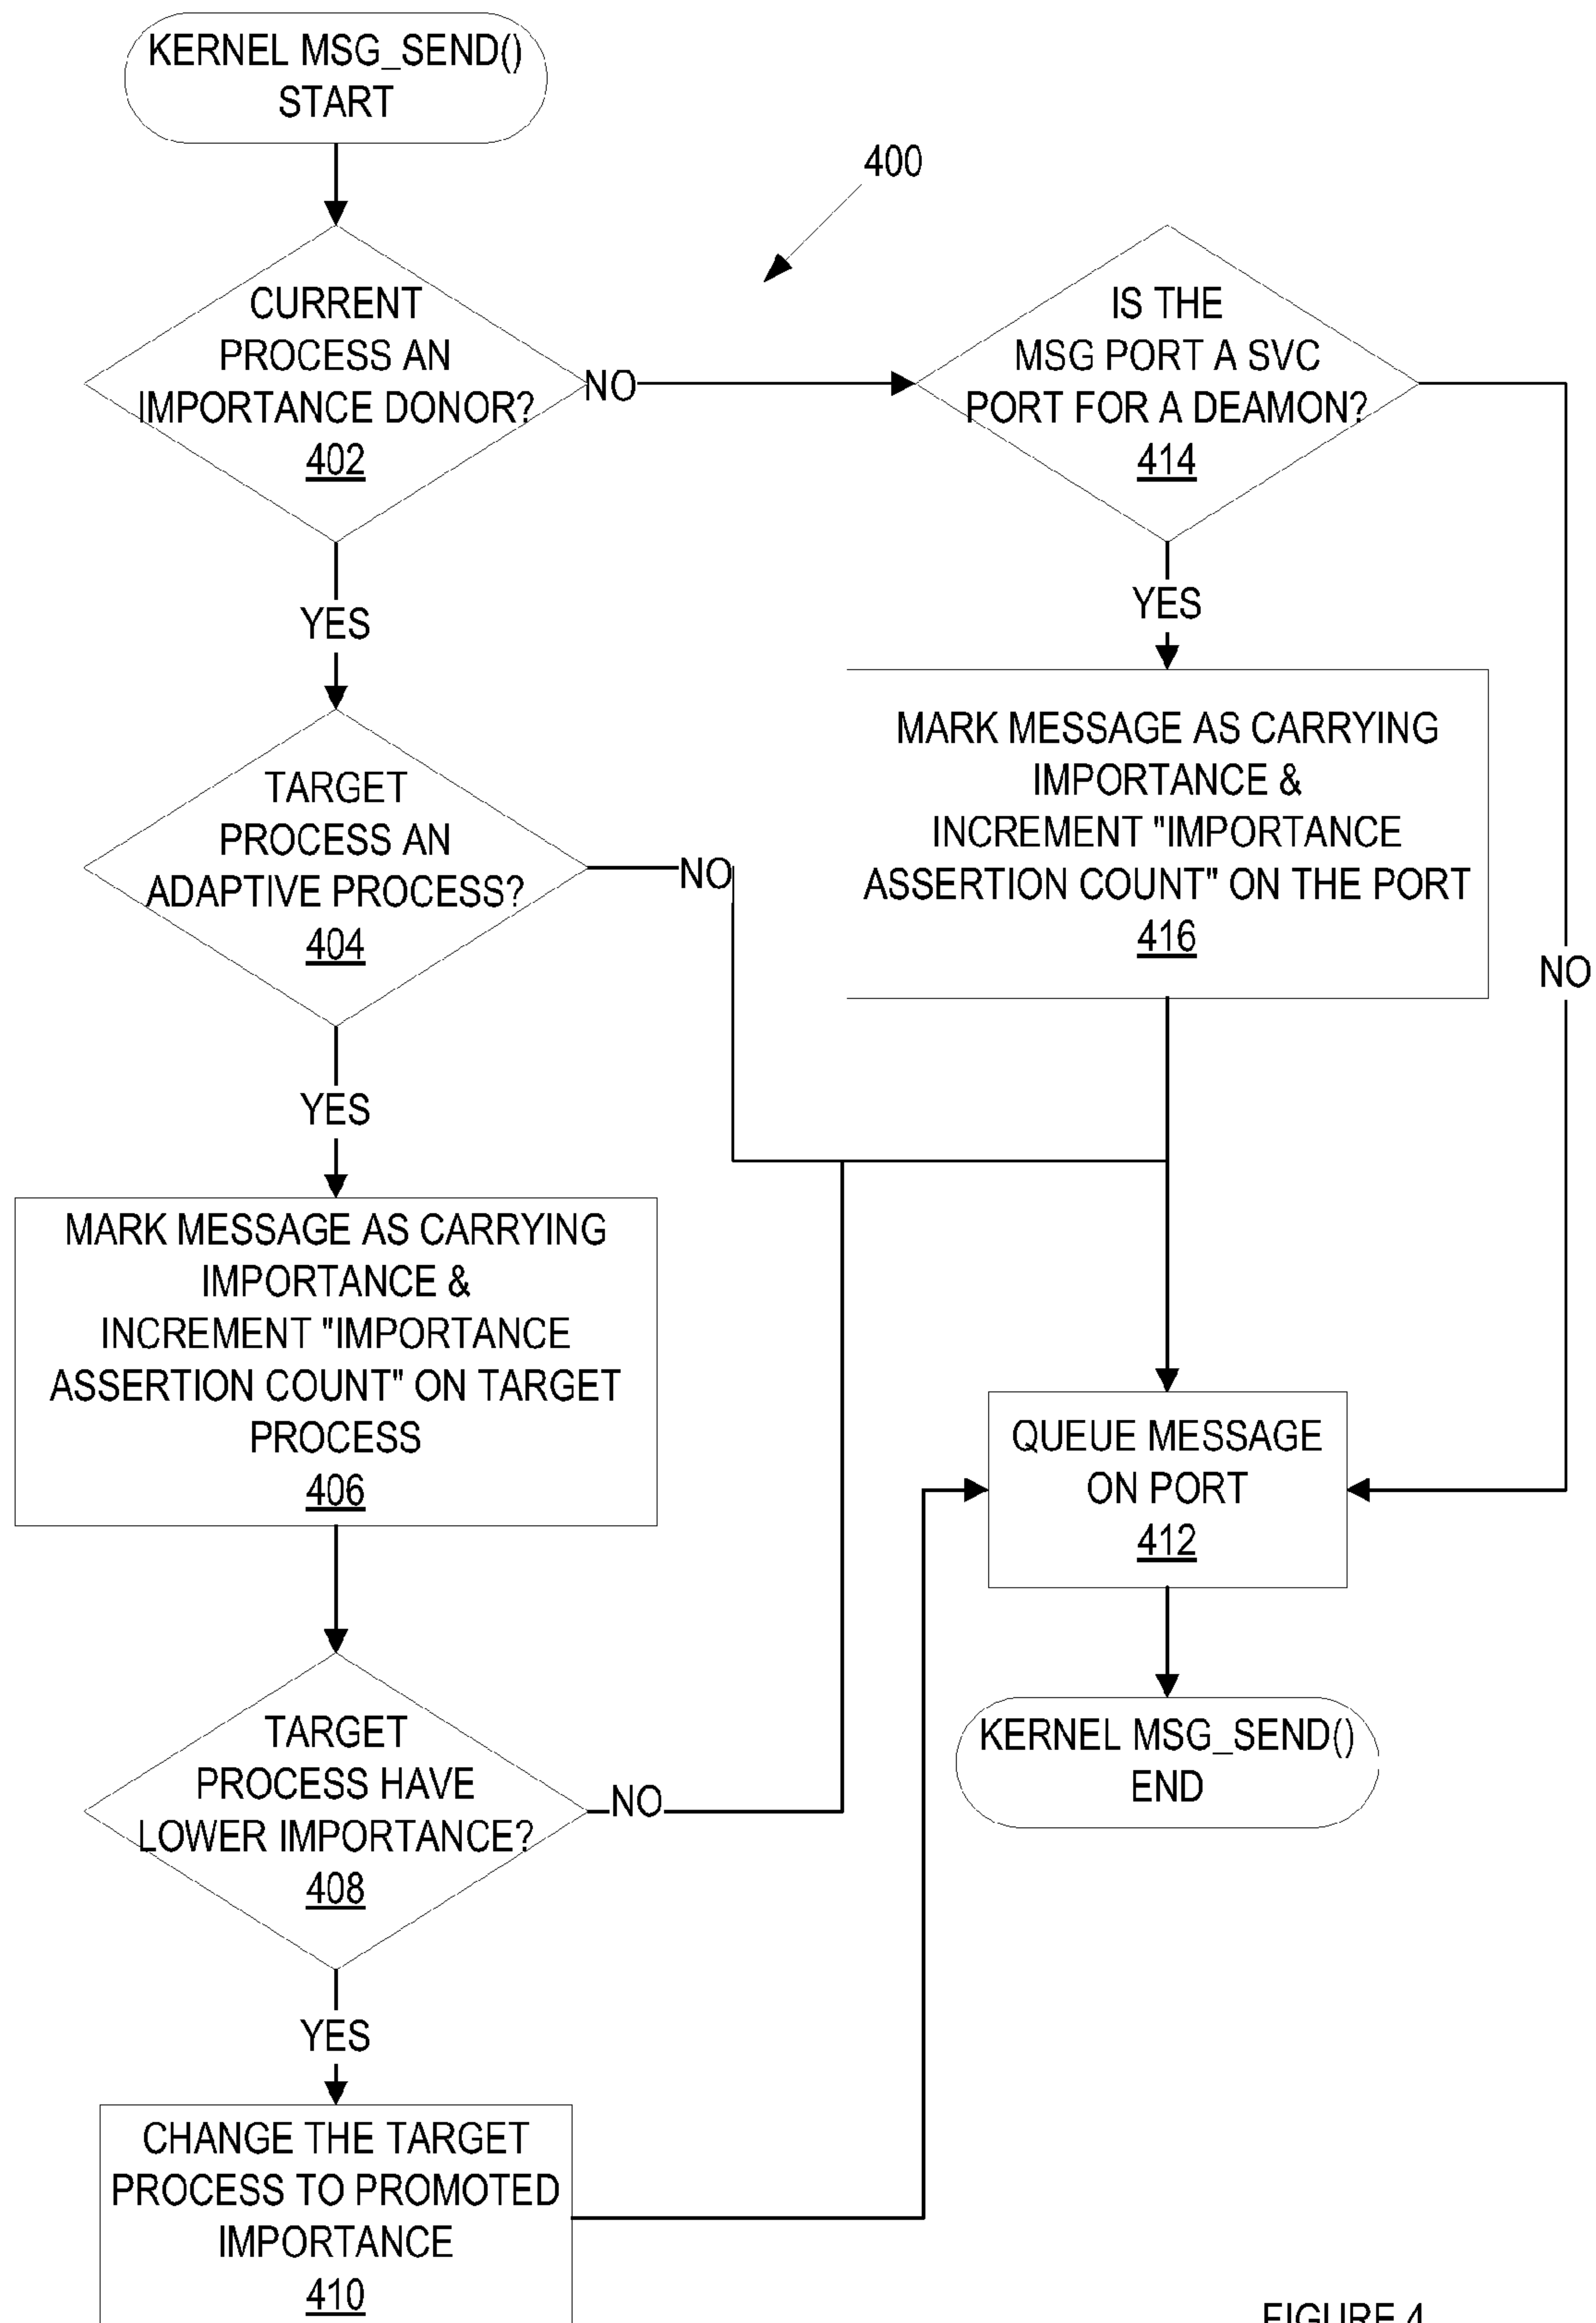 KERNEL MSG_SEND()
START
400
CURRENT
PROCESS AN
IMPORTANCE DONOR?
402
NO
IS THE
MSG PORT A SVC
PORT FOR A DEAMON?
414
YES
YES
NO
TARGET
PROCESS AN
ADAPTIVE PROCESS?
404
NO
MARK MESSAGE AS CARRYING
IMPORTANCE &
INCREMENT "IMPORTANCE
ASSERTION COUNT" ON THE PORT
416
YES
MARK MESSAGE AS CARRYING
IMPORTANCE &
INCREMENT "IMPORTANCE
ASSERTION COUNT" ON TARGET
PROCESS
406
QUEUE MESSAGE
ON PORT
412
TARGET
PROCESS HAVE
LOWER IMPORTANCE?
408
NO
KERNEL MSG_SEND()
END
YES
CHANGE THE TARGET
PROCESS TO PROMOTED
IMPORTANCE
410
FIGURE 4